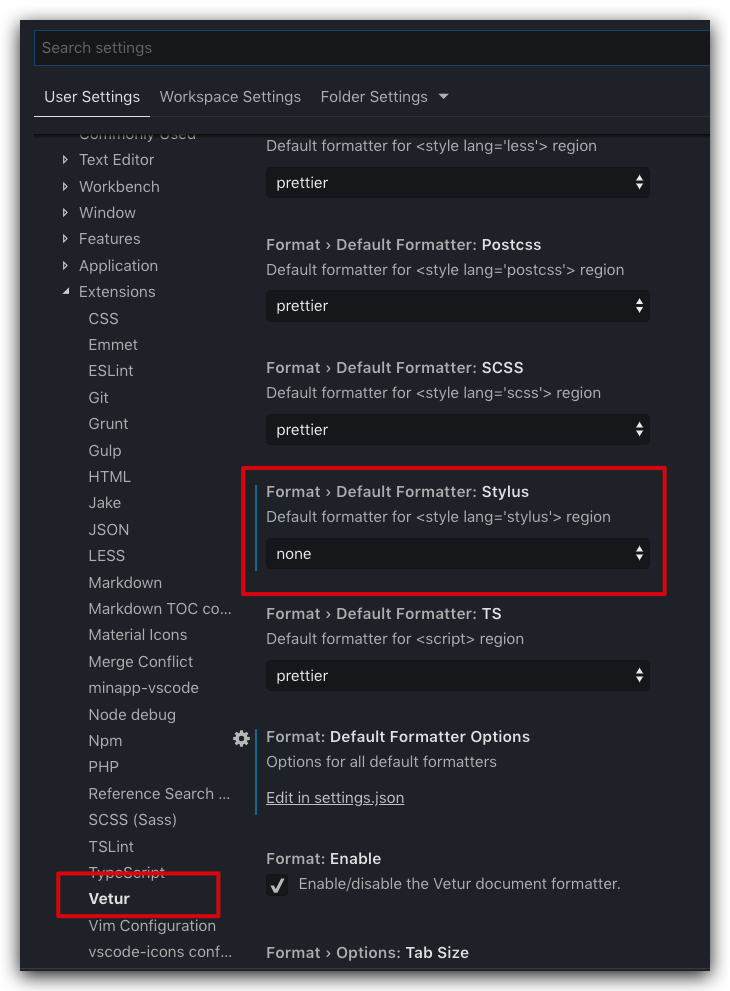 Search settings
User Settings
Workspace Settings
Folder Settings
Commonly Used
Text Editor
Workbench
Window
Features
Application
Extensions
CSS
Emmet
ESLint
Git
Grunt
Gulp
HTML
Jake
JSON
LESS
Markdown
Markdown TOC co...
Material Icons
Merge Conflict
minapp-vscode
Node debug
Npm
PHP
Reference Search ...
SCSS (Sass)
TSLint
TypeScript
Vetur
Vim Configuration
vscode-icons conf...
Default formatter for <style lang='less'> region
prettier
Format › Default Formatter: Postcss
Default formatter for <style lang='postcss'> region
prettier
Format › Default Formatter: SCSS
Default formatter for <style lang='scss'> region
prettier
Format › Default Formatter: Stylus
Default formatter for <style lang='stylus'> region
none
Format › Default Formatter: TS
Default formatter for <script> region
prettier
Format: Default Formatter Options
Options for all default formatters
Edit in settings.json
Format: Enable
Enable/disable the Vetur document formatter.
Format › Options: Tab Size